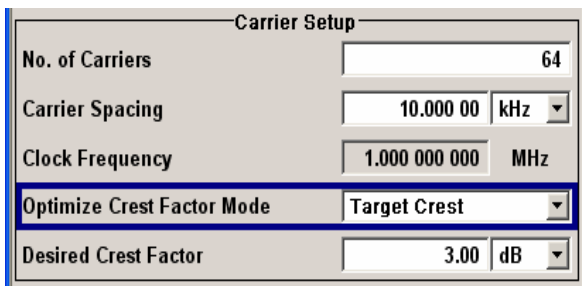 Carrier Setup
No. of Carriers 64
Carrier Spacing 10.000 00 kHz
Clock Frequency 1.000 000 000 MHz
Optimize Crest Factor Mode Target Crest
Desired Crest Factor 3.00 dB